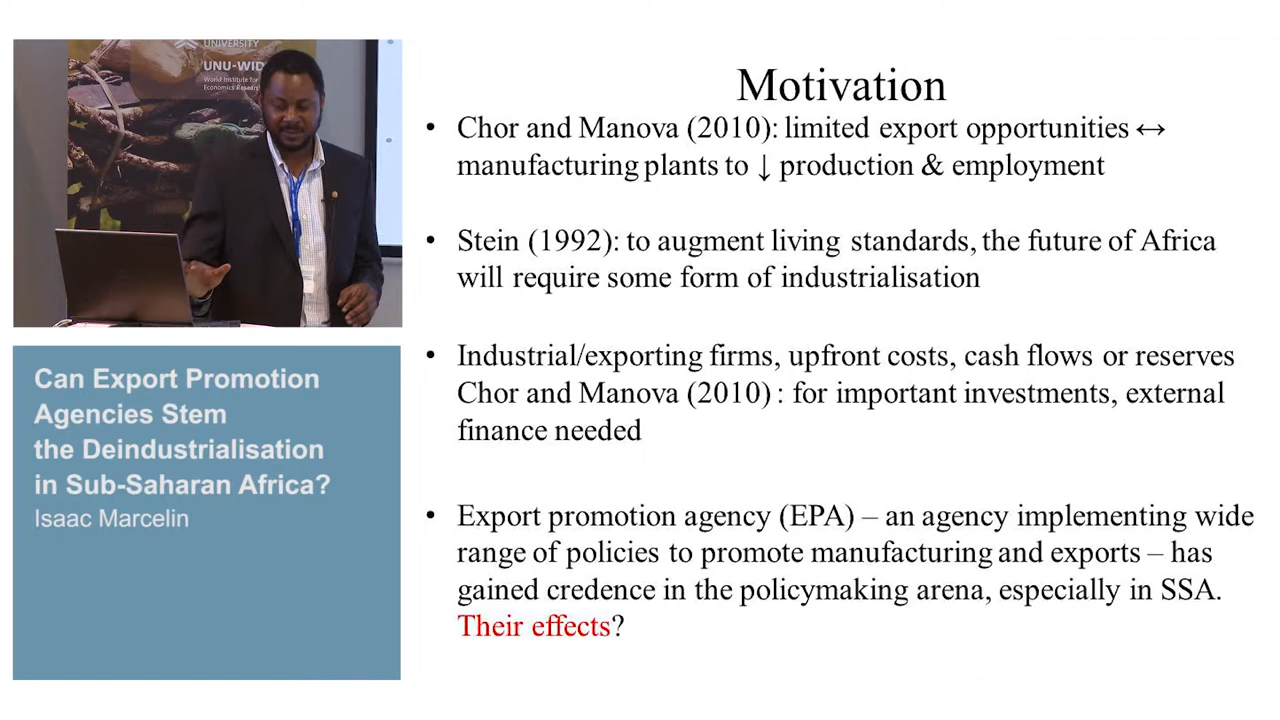 UNIVERSITY
UNU-WID
World Institute for
Economics Resear
Can Export Promotion
Agencies Stem
the Deindustrialisation
in Sub-Saharan Africa?
Isaac Marcelin
Motivation
• Chor and Manova (2010): limited export opportunities ↔
manufacturing plants to ↓ production & employment
• Stein (1992): to augment living standards, the future of Africa
will require some form of industrialisation
• Industrial/exporting firms, upfront costs, cash flows or reserves
Chor and Manova (2010) : for important investments, external
finance needed
• Export promotion agency (EPA) – an agency implementing wide
range of policies to promote manufacturing and exports – has
gained credence in the policymaking arena, especially in SSA.
Their effects?